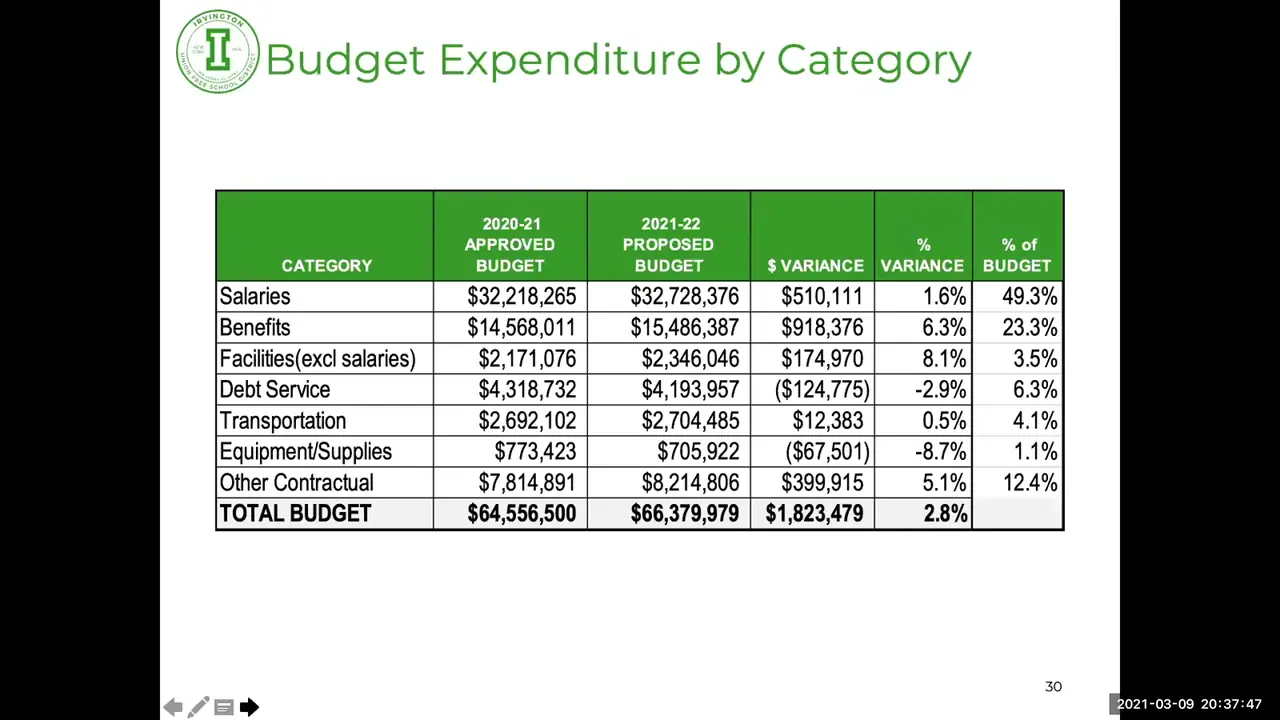 IRVINGTON
UNION FREE SCHOOL DISTRICT
I
Budget Expenditure by Category
CATEGORY 2020-21 APPROVED BUDGET 2021-22 PROPOSED BUDGET $ VARIANCE % VARIANCE % of BUDGET
Salaries $32,218,265 $32,728,376 $510,111 1.6% 49.3%
Benefits $14,568,011 $15,486,387 $918,376 6.3% 23.3%
Facilities(excl salaries) $2,171,076 $2,346,046 $174,970 8.1% 3.5%
Debt Service $4,318,732 $4,193,957 ($124,775) -2.9% 6.3%
Transportation $2,692,102 $2,704,485 $12,383 0.5% 4.1%
Equipment/Supplies $773,423 $705,922 ($67,501) -8.7% 1.1%
Other Contractual $7,814,891 $8,214,806 $399,915 5.1% 12.4%
TOTAL BUDGET $64,556,500 $66,379,979 $1,823,479 2.8%
30
2021-03-09 20:37:47